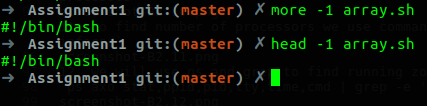 ➜ Assignment1 git:(master) ✗ more -1 array.sh
#!/bin/bash
➜ Assignment1 git:(master) ✗ head -1 array.sh
#!/bin/bash
➜ Assignment1 git:(master) ✗